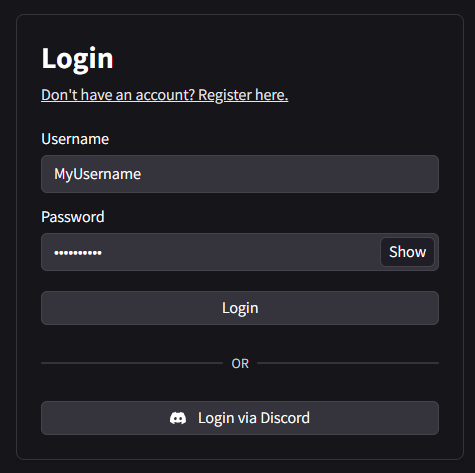 Login
Don't have an account? Register here.
Username
MyUsername
Password
••••••••••
Show
Login
OR
Login via Discord